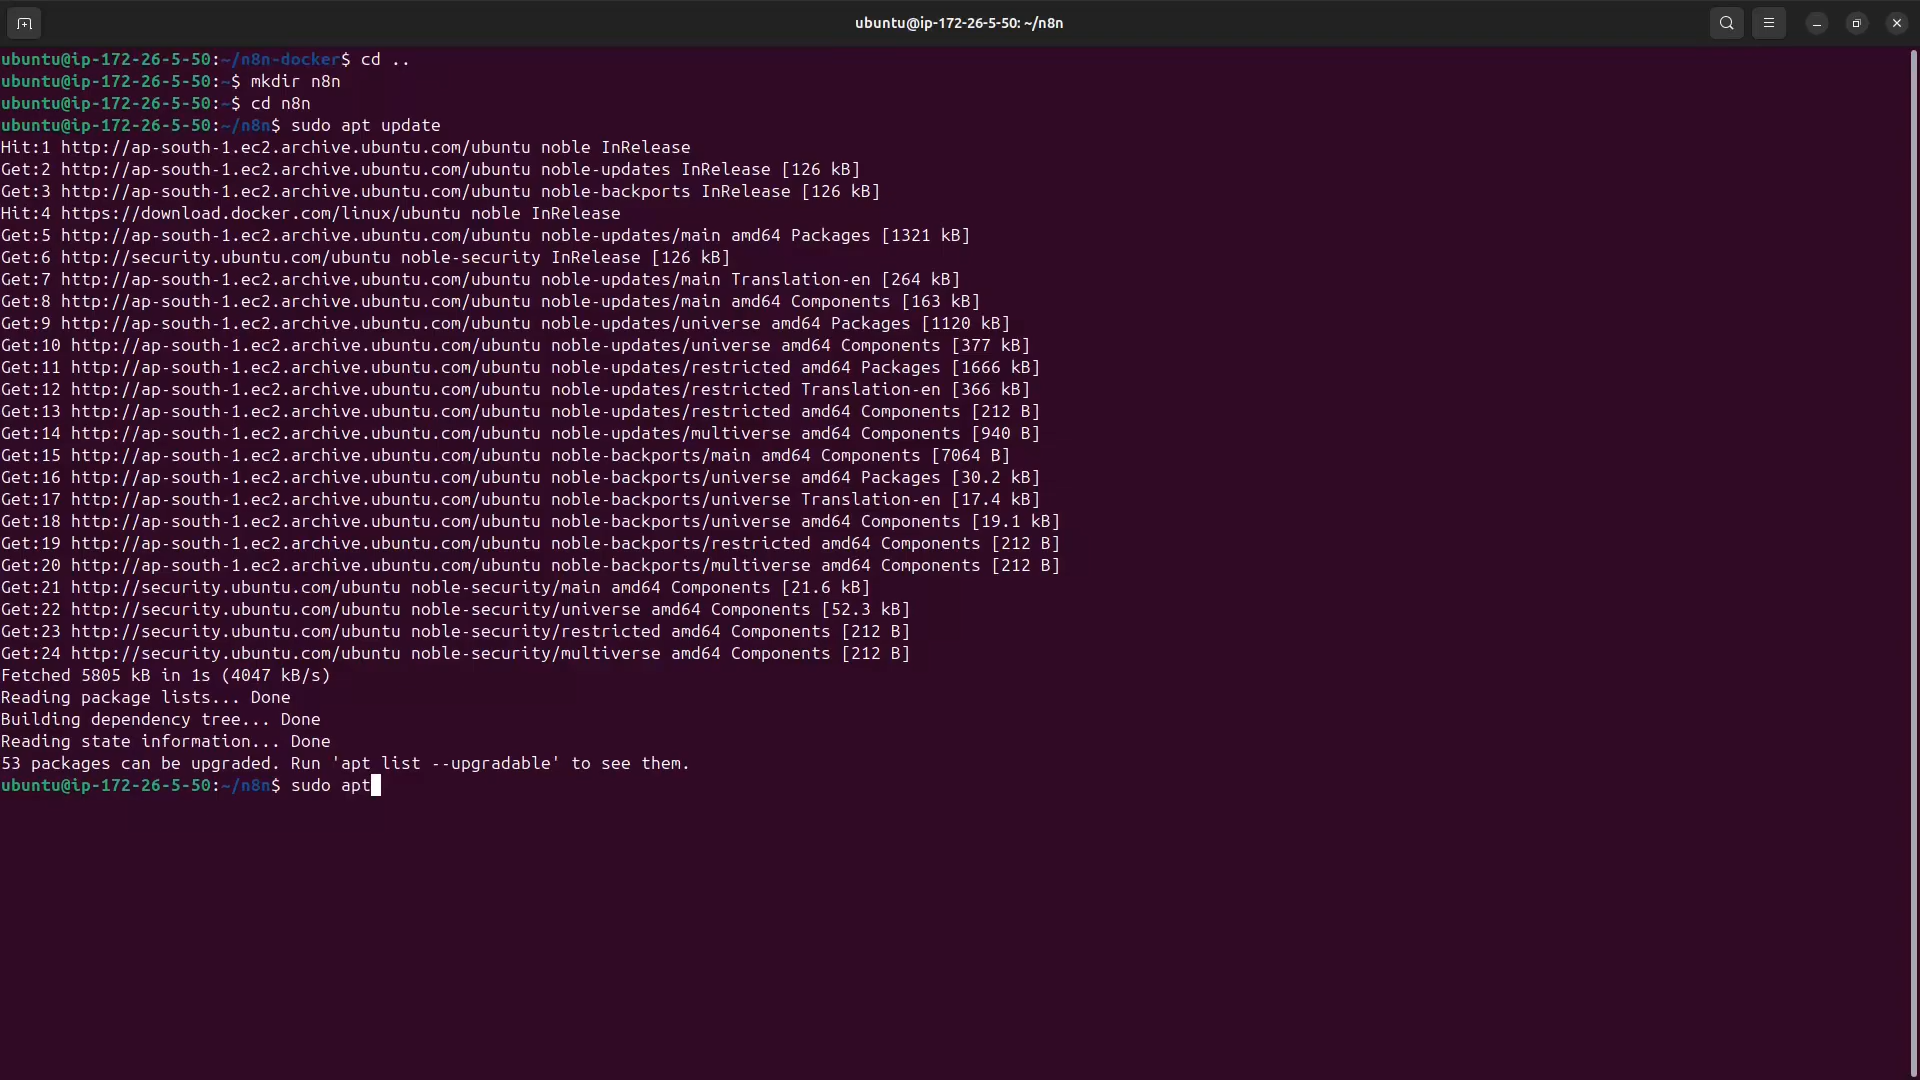 ubuntu@ip-172-26-5-50: ~/n8n
ubuntu@ip-172-26-5-50:~/n8n-docker$ cd ..
ubuntu@ip-172-26-5-50:~$ mkdir n8n
ubuntu@ip-172-26-5-50:~$ cd n8n
ubuntu@ip-172-26-5-50:~/n8n$ sudo apt update
Hit:1 http://ap-south-1.ec2.archive.ubuntu.com/ubuntu noble InRelease
Get:2 http://ap-south-1.ec2.archive.ubuntu.com/ubuntu noble-updates InRelease [126 kB]
Get:3 http://ap-south-1.ec2.archive.ubuntu.com/ubuntu noble-backports InRelease [126 kB]
Hit:4 https://download.docker.com/linux/ubuntu noble InRelease
Get:5 http://ap-south-1.ec2.archive.ubuntu.com/ubuntu noble-updates/main amd64 Packages [1321 kB]
Get:6 http://security.ubuntu.com/ubuntu noble-security InRelease [126 kB]
Get:7 http://ap-south-1.ec2.archive.ubuntu.com/ubuntu noble-updates/main Translation-en [264 kB]
Get:8 http://ap-south-1.ec2.archive.ubuntu.com/ubuntu noble-updates/main amd64 Components [163 kB]
Get:9 http://ap-south-1.ec2.archive.ubuntu.com/ubuntu noble-updates/universe amd64 Packages [1120 kB]
Get:10 http://ap-south-1.ec2.archive.ubuntu.com/ubuntu noble-updates/universe amd64 Components [377 kB]
Get:11 http://ap-south-1.ec2.archive.ubuntu.com/ubuntu noble-updates/restricted amd64 Packages [1666 kB]
Get:12 http://ap-south-1.ec2.archive.ubuntu.com/ubuntu noble-updates/restricted Translation-en [366 kB]
Get:13 http://ap-south-1.ec2.archive.ubuntu.com/ubuntu noble-updates/restricted amd64 Components [212 B]
Get:14 http://ap-south-1.ec2.archive.ubuntu.com/ubuntu noble-updates/multiverse amd64 Components [940 B]
Get:15 http://ap-south-1.ec2.archive.ubuntu.com/ubuntu noble-backports/main amd64 Components [7064 B]
Get:16 http://ap-south-1.ec2.archive.ubuntu.com/ubuntu noble-backports/universe amd64 Packages [30.2 kB]
Get:17 http://ap-south-1.ec2.archive.ubuntu.com/ubuntu noble-backports/universe Translation-en [17.4 kB]
Get:18 http://ap-south-1.ec2.archive.ubuntu.com/ubuntu noble-backports/universe amd64 Components [19.1 kB]
Get:19 http://ap-south-1.ec2.archive.ubuntu.com/ubuntu noble-backports/restricted amd64 Components [212 B]
Get:20 http://ap-south-1.ec2.archive.ubuntu.com/ubuntu noble-backports/multiverse amd64 Components [212 B]
Get:21 http://security.ubuntu.com/ubuntu noble-security/main amd64 Components [21.6 kB]
Get:22 http://security.ubuntu.com/ubuntu noble-security/universe amd64 Components [52.3 kB]
Get:23 http://security.ubuntu.com/ubuntu noble-security/restricted amd64 Components [212 B]
Get:24 http://security.ubuntu.com/ubuntu noble-security/multiverse amd64 Components [212 B]
Fetched 5805 kB in 1s (4047 kB/s)
Reading package lists... Done
Building dependency tree... Done
Reading state information... Done
53 packages can be upgraded. Run 'apt list --upgradable' to see them.
ubuntu@ip-172-26-5-50:~/n8n$ sudo apt